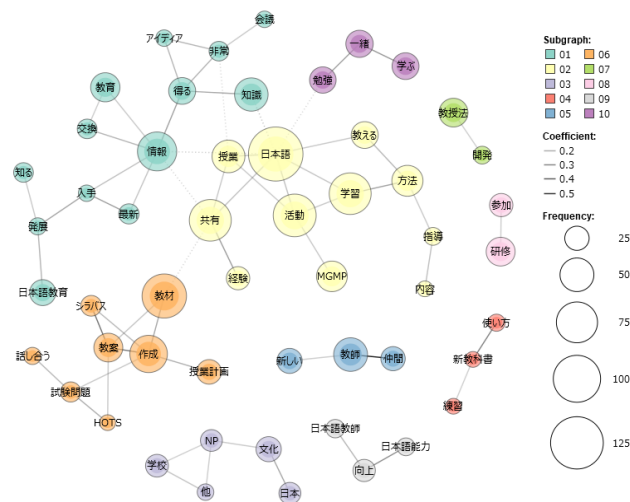 会議
アイディア
非常
一緒
学ぶ
勉強
教育
得る
知識
交換
情報
授業
日本語
教える
知る
入手
最新
発展
学習
方法
共有
活動
指導
日本語教育
経験
MGMP
内容
教授法
開発
参加
研修
シラバス
教材
教案
作成
話し合う
授業計画
試験問題
HOTS
新しい
教師
仲間
使い方
新教科書
練習
NP
文化
学校
他
日本
日本語教師
日本語能力
向上
Subgraph:
01 06
02 07
03 08
04 09
05 10
Coefficient:
0.2
0.3
0.4
0.5
Frequency:
25
50
75
100
125